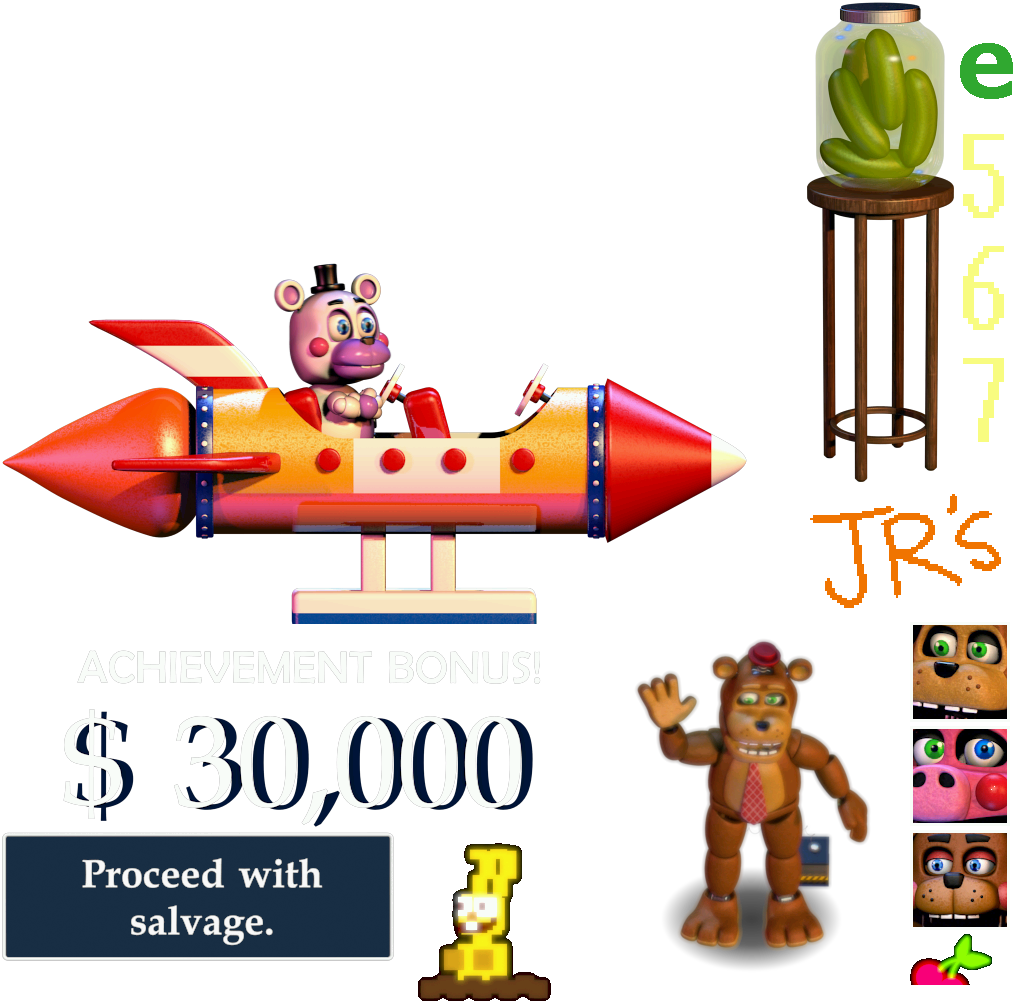 e
5
6
7
JR'S
ACHIEVEMENT BONUS!
$ 30,000
Proceed with
salvage.